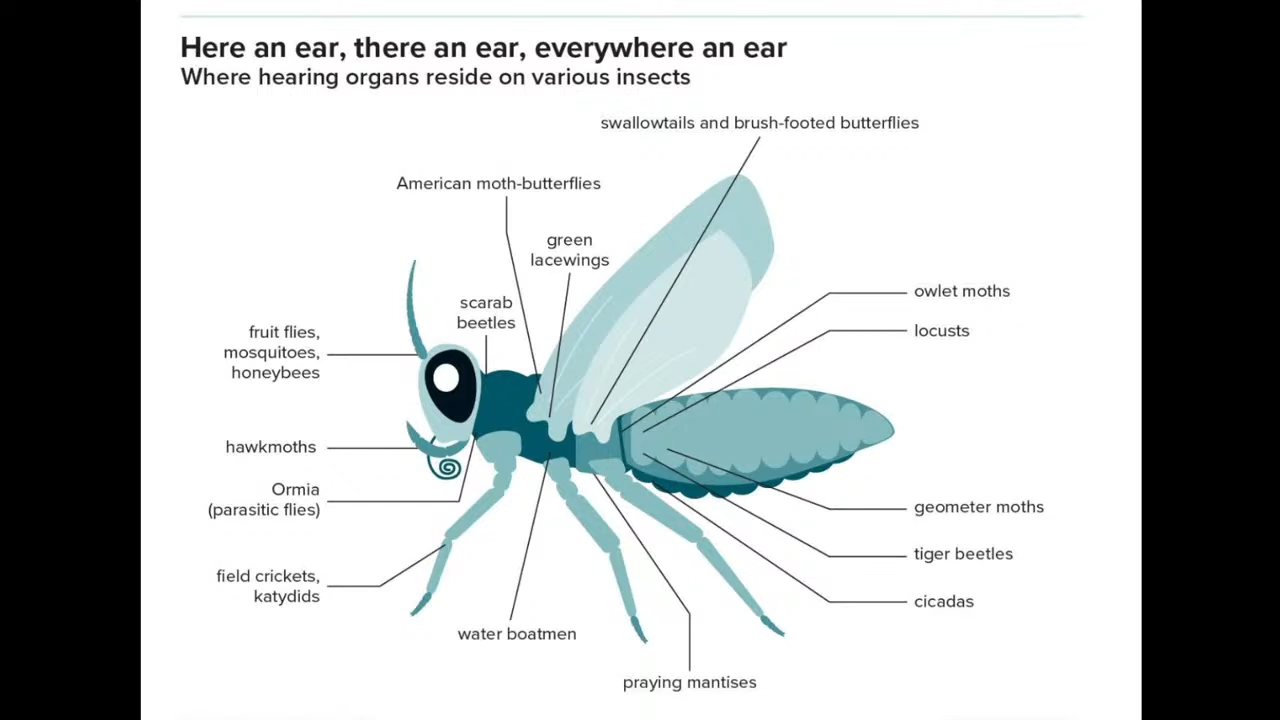 Here an ear, there an ear, everywhere an ear
Where hearing organs reside on various insects
swallowtails and brush-footed butterflies
American moth-butterflies
green
lacewings
scarab
beetles
fruit flies,
mosquitoes,
honeybees
hawkmoths
Ormia
(parasitic flies)
field crickets,
katydids
water boatmen
praying mantises
owlet moths
locusts
geometer moths
tiger beetles
cicadas